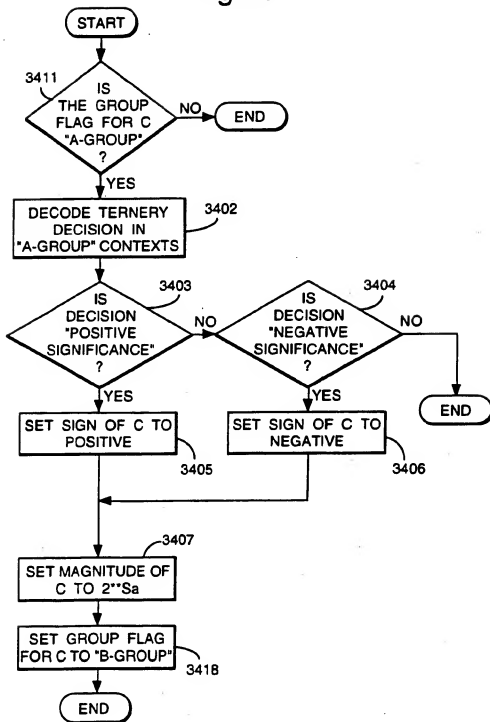 START
3411
IS
THE GROUP
FLAG FOR C
"A-GROUP"
?
NO
END
YES
DECODE TERNERY
DECISION IN
"A-GROUP" CONTEXTS
3402
3403
IS
DECISION
"POSITIVE
SIGNIFICANCE"
?
NO
3404
IS
DECISION
"NEGATIVE
SIGNIFICANCE"
?
NO
END
YES
SET SIGN OF C TO
POSITIVE
3405
YES
SET SIGN OF C TO
NEGATIVE
3406
3407
SET MAGNITUDE OF
C TO 2**Sa
SET GROUP FLAG
FOR C TO "B-GROUP"
3418
END